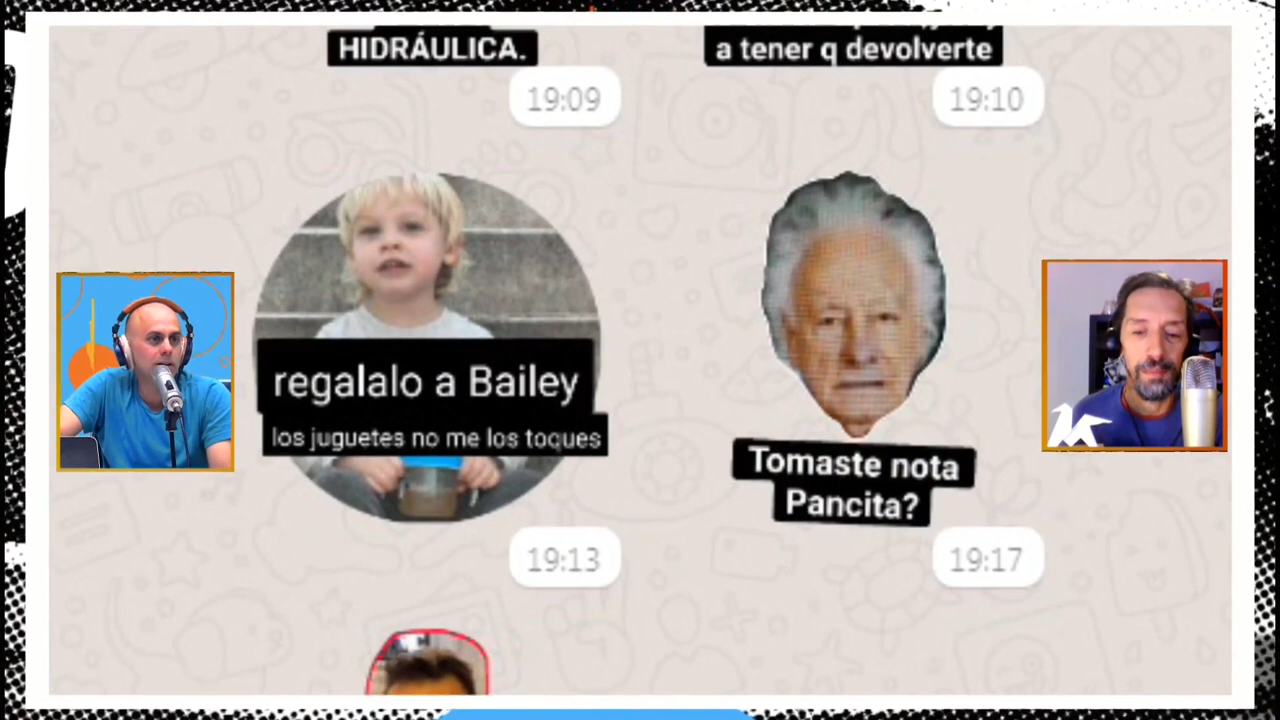 HIDRÁULICA.
19:09
a tener q devolverte
19:10
regalalo a Bailey
los juguetes no me los toques
19:13
Tomaste nota
Pancita?
19:17